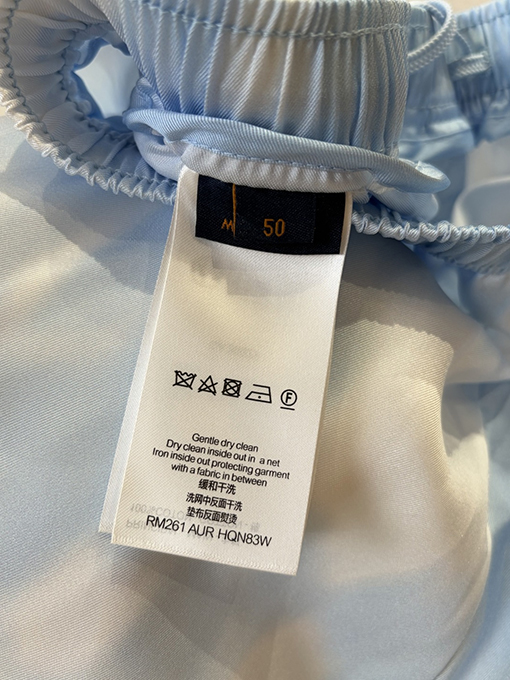 M 50
Gentle dry clean
Dry clean inside out in a net
Iron inside out protecting garment
with a fabric in between
缓和干洗
洗网中反面干洗
垫布反面熨烫
RM261 AUR HQN83W